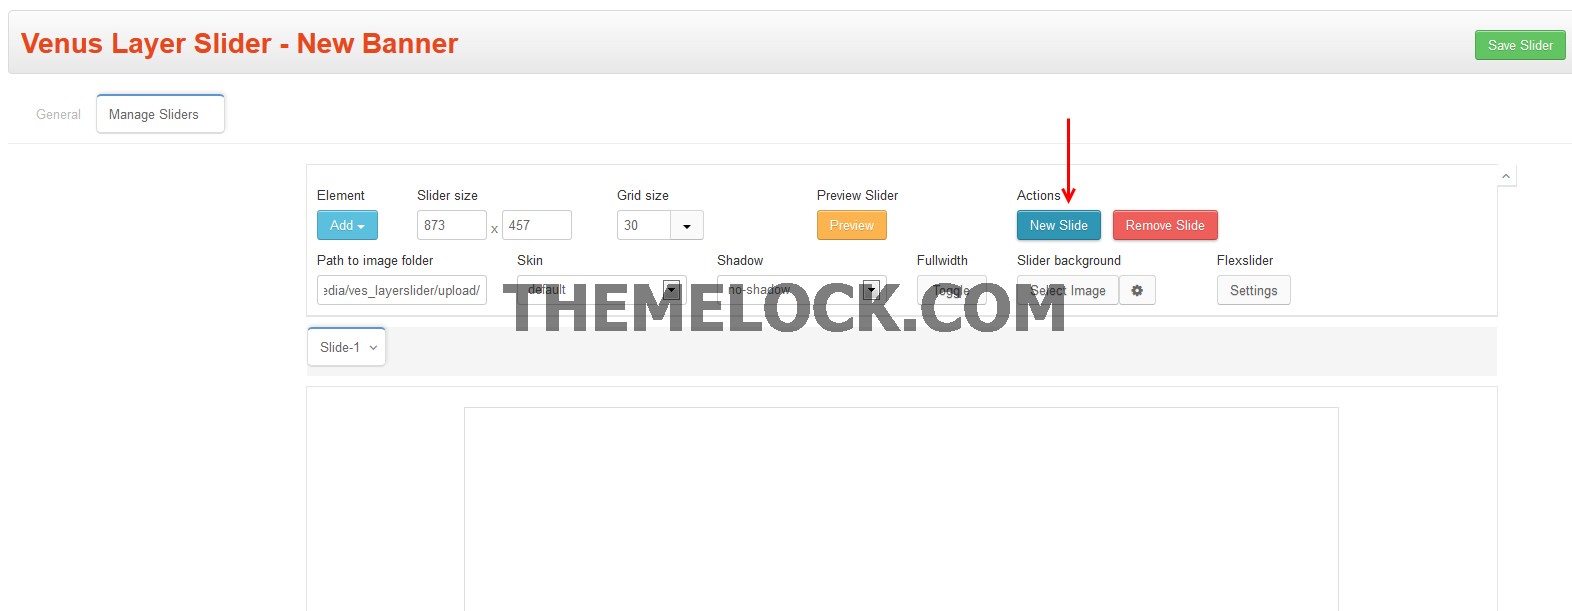 Venus Layer Slider - New Banner
Save Slider
General Manage Sliders
Element Slider size Grid size Preview Slider Actions
Add 873 x 457 30 Preview New Slide Remove Slide
Path to image folder Skin Shadow Fullwidth Slider background Flexslider
edia/ves_layerslider/upload/ default no-shadow Toggle Select Image Settings
THEMELOCK.COM
Slide-1